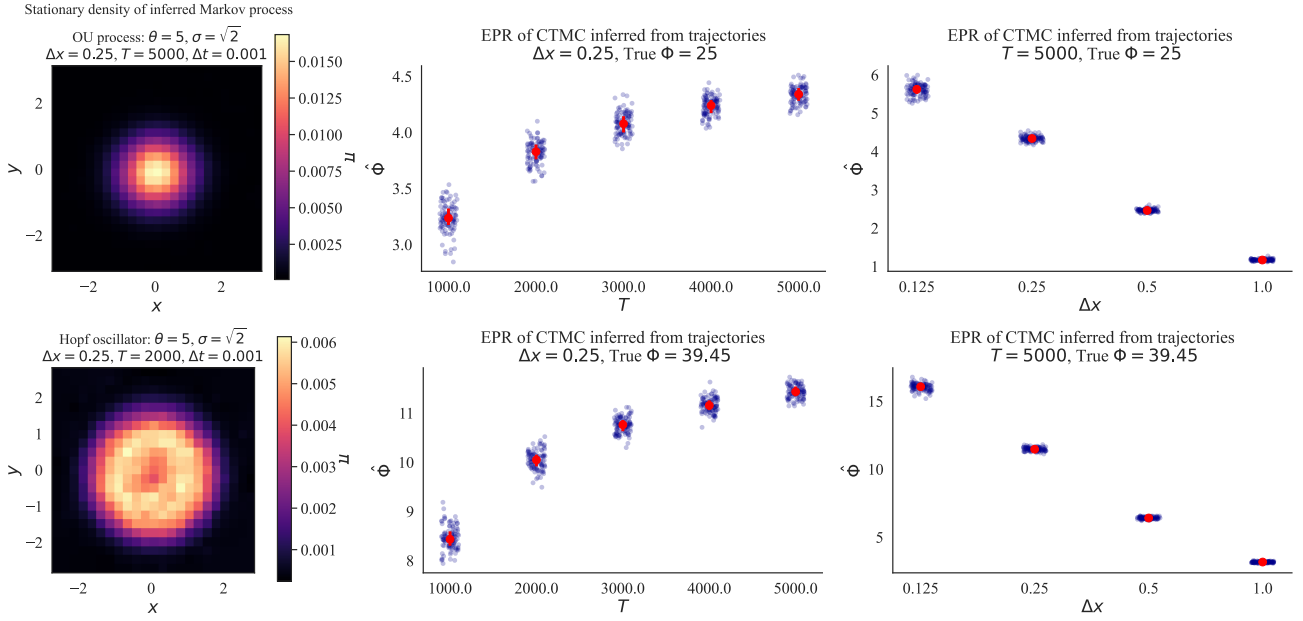 Stationary density of inferred Markov process
OU process: θ = 5, σ = √2
Δx = 0.25, T = 5000, Δt = 0.001
y
2
0
−2
−2 0 2
x
0.0150
0.0125
0.0100
0.0075
0.0050
0.0025
π
EPR of CTMC inferred from trajectories
Δx = 0.25, True Φ = 25
Φ̂
4.5
4.0
3.5
3.0
1000.0 2000.0 3000.0 4000.0 5000.0
T
EPR of CTMC inferred from trajectories
T = 5000, True Φ = 25
Φ̂
6
5
4
3
2
1
0.125 0.25 0.5 1.0
Δx
Hopf oscillator: θ = 5, σ = √2
Δx = 0.25, T = 2000, Δt = 0.001
y
2
1
0
−1
−2
−2 0 2
x
0.006
0.005
0.004
0.003
0.002
0.001
π
EPR of CTMC inferred from trajectories
Δx = 0.25, True Φ = 39.45
Φ̂
11
10
9
8
1000.0 2000.0 3000.0 4000.0 5000.0
T
EPR of CTMC inferred from trajectories
T = 5000, True Φ = 39.45
Φ̂
15
10
5
0.125 0.25 0.5 1.0
Δx